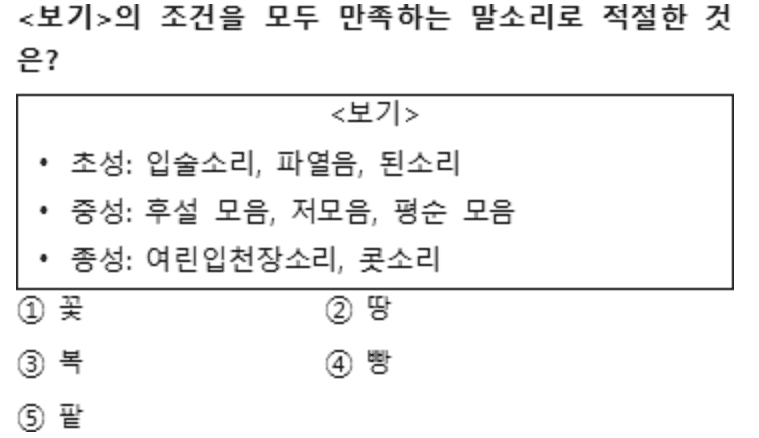 <보기>의 조건을 모두 만족하는 말소리로 적절한 것
은?
<보기>
• 초성: 입술소리, 파열음, 된소리
• 중성: 후설 모음, 저모음, 평순 모음
• 종성: 여린입천장소리, 콧소리
① 꽃 ② 땅
③ 복 ④ 빵
⑤ 팥